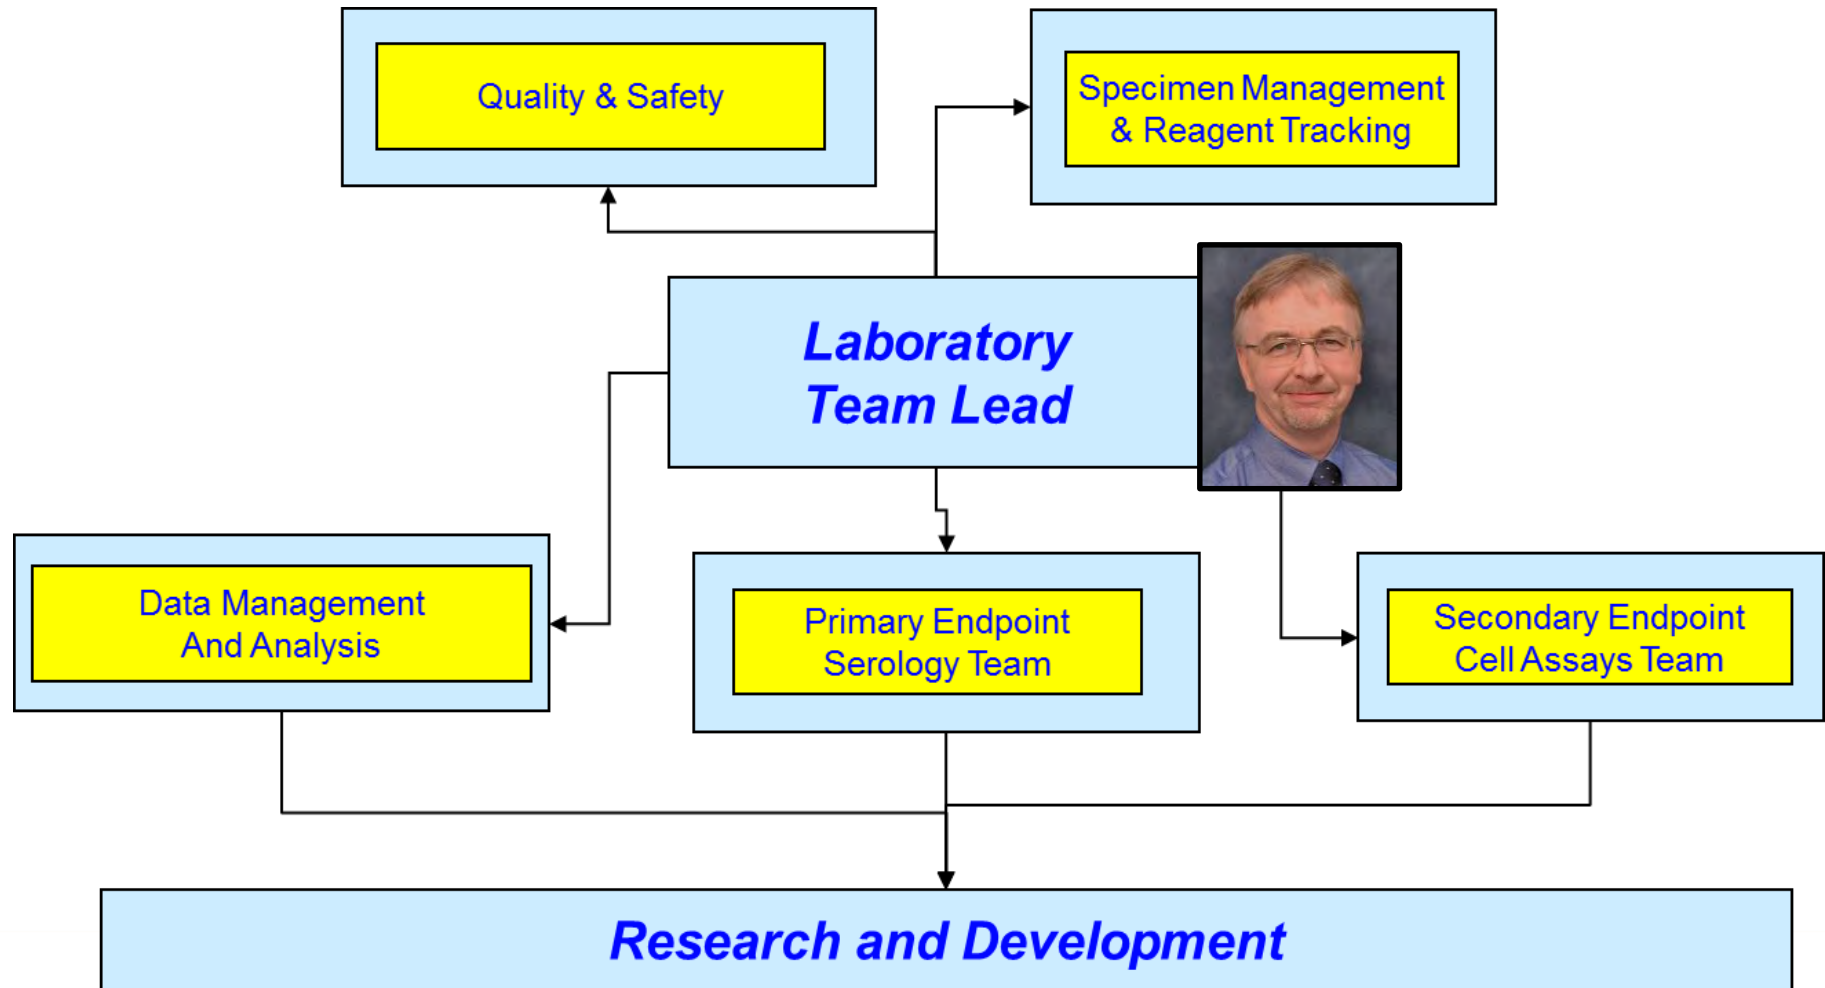 Quality & Safety
Specimen Management
& Reagent Tracking
Laboratory
Team Lead
Data Management
And Analysis
Primary Endpoint
Serology Team
Secondary Endpoint
Cell Assays Team
Research and Development